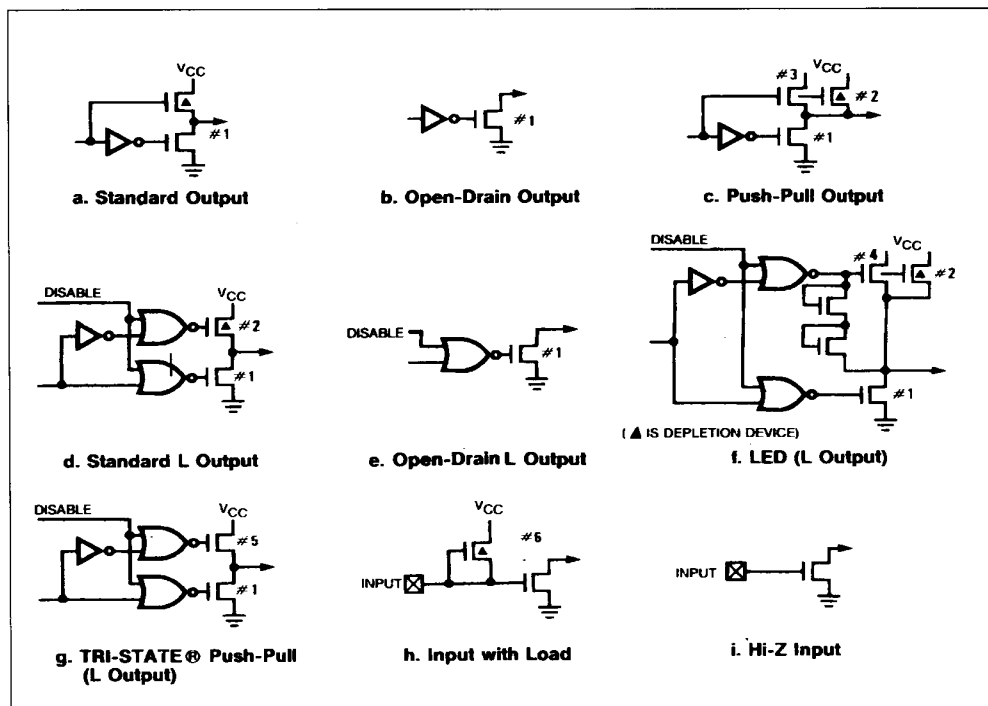 VCC
#1
a. Standard Output
#1
b. Open-Drain Output
#3
VCC
#2
#1
c. Push-Pull Output
DISABLE
VCC
#2
#1
d. Standard L Output
DISABLE
#1
e. Open-Drain L Output
DISABLE
#4
VCC
#2
#1
(▲ IS DEPLETION DEVICE)
f. LED (L Output)
DISABLE
VCC
#5
#1
g. TRI-STATE® Push-Pull
(L Output)
VCC
#6
INPUT
h. Input with Load
INPUT
i. Hi-Z Input